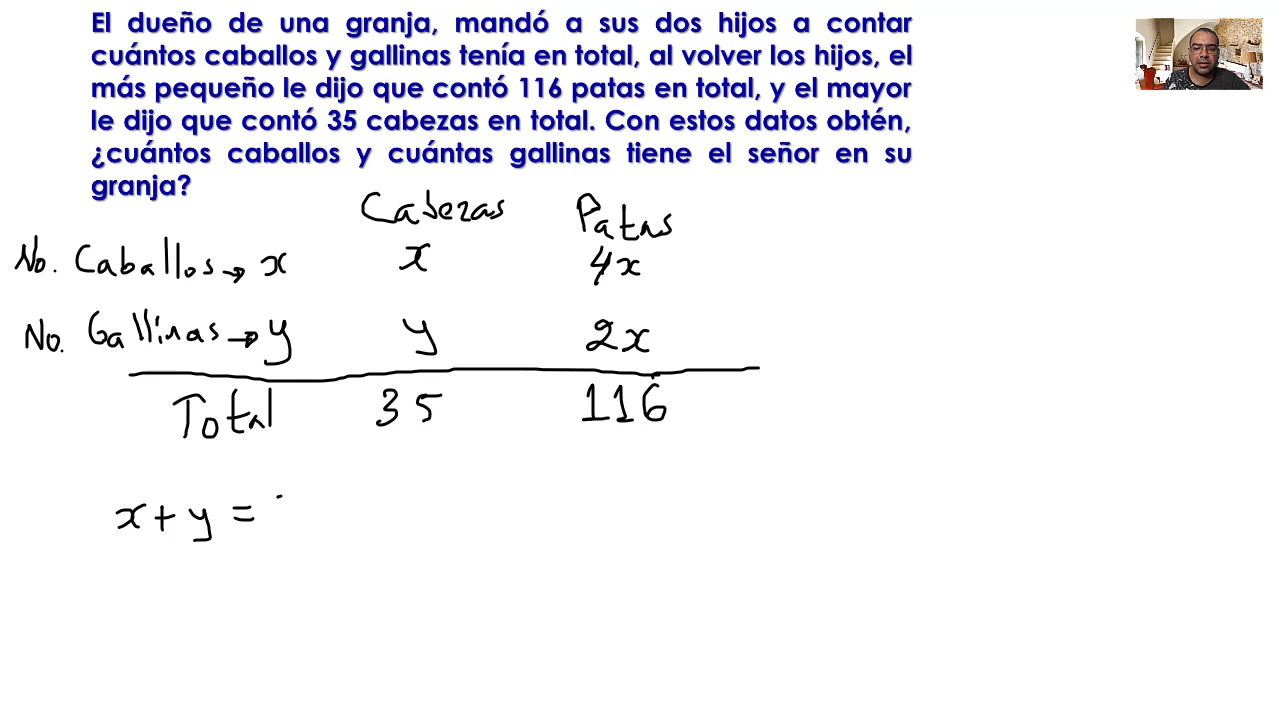 El dueño de una granja, mandó a sus dos hijos a contar
cuántos caballos y gallinas tenía en total, al volver los hijos, el
más pequeño le dijo que contó 116 patas en total, y el mayor
le dijo que contó 35 cabezas en total. Con estos datos obtén,
¿cuántos caballos y cuántas gallinas tiene el señor en su
granja?
Cabezas Patas
No. Caballos → x x 4x
No. Gallinas → y y 2x
Total 35 116
x + y =